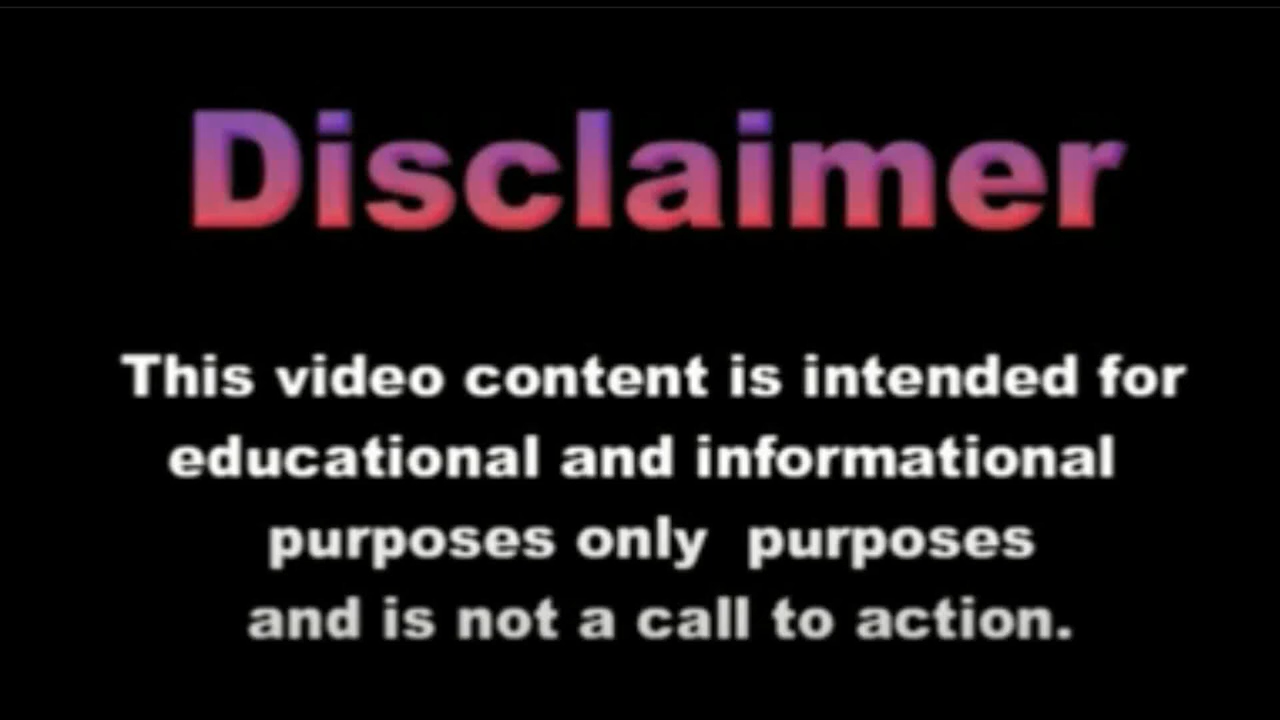 Disclaimer
This video content is intended for
educational and informational
purposes only  purposes
and is not a call to action.